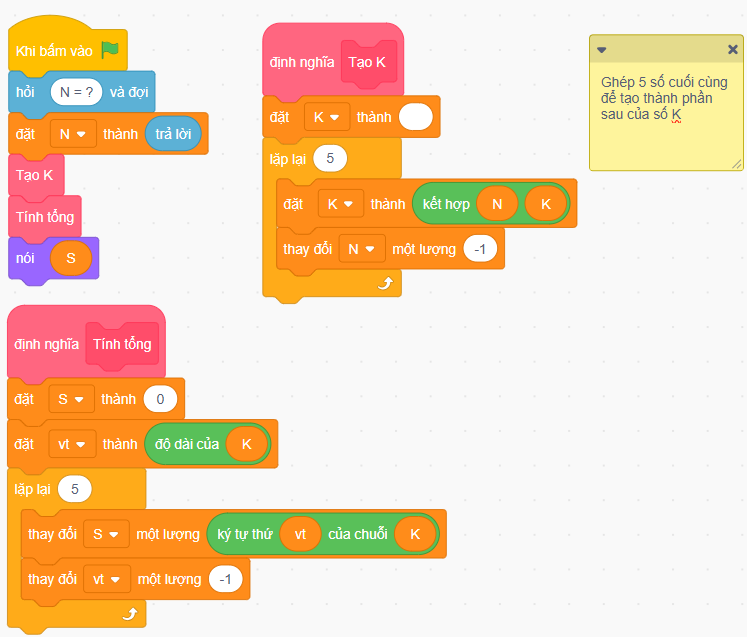 Khi bấm vào
hỏi N = ? và đợi
đặt N thành trả lời
Tạo K
Tính tổng
nói S
định nghĩa Tạo K
đặt K thành
lặp lại 5
đặt K thành kết hợp N K
thay đổi N một lượng -1
Ghép 5 số cuối cùng
để tạo thành phần
sau của số K
định nghĩa Tính tổng
đặt S thành 0
đặt vt thành độ dài của K
lặp lại 5
thay đổi S một lượng ký tự thứ vt của chuỗi K
thay đổi vt một lượng -1